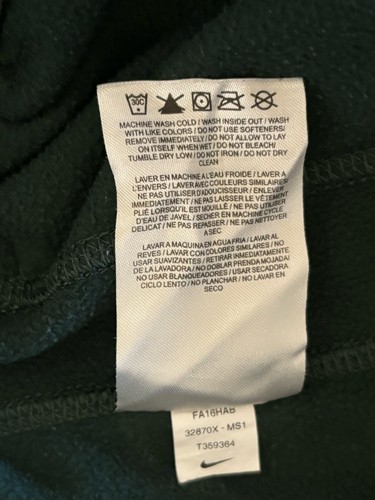 30C
MACHINE WASH COLD / WASH INSIDE OUT / WASH
WITH LIKE COLORS / DO NOT USE SOFTENERS/
REMOVE IMMEDIATELY / DO NOT ALLOW TO LAY
ON ITSELF WHEN WET / DO NOT BLEACH/
TUMBLE DRY LOW / DO NOT IRON / DO NOT DRY
CLEAN
LAVER EN MACHINE A L'EAU FROIDE / LAVER A
L'ENVERS / LAVER AVEC COULEURS SIMILAIRES
NE PAS UTILISER D'ADOUCISSEUR / ENLEVER
IMMEDIATEMENT / NE PAS LAISSER LE VÊTEMENT
PLIÉ LORSQU'IL EST MOUILLÉ / NE PAS UTILISER
D'EAU DE JAVEL / SECHER EN MACHINE CYCLE
DELICAT / NE PAS REPASSER / NE PAS NETTOYER
A SEC
LAVAR A MAQUINA EN AGUA FRIA / LAVAR AL
REVES / LAVAR CON COLORES SIMILARES / NO
USAR SUAVIZANTES / RETIRAR INMEDIATAMENTE
DE LA LAVADORA / NO DOBLAR PRENDA MOJADA/
NO USAR BLANQUEADORES / USAR SECADORA
CICLO LENTO / NO PLANCHAR / NO LAVAR EN
SECO
FA16HAB
32870X - MS1
T359364